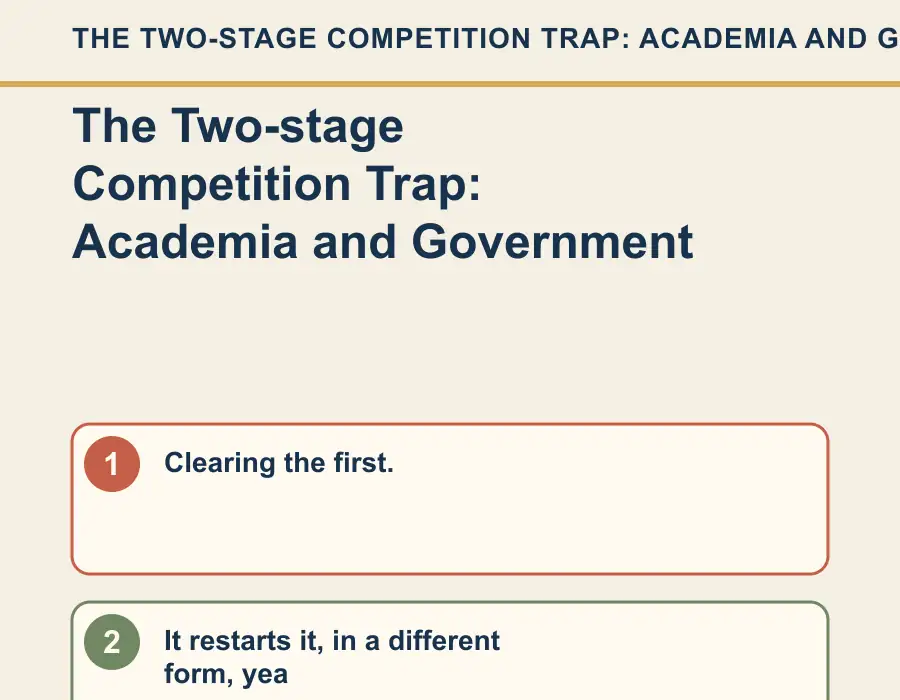 THE TWO-STAGE COMPETITION TRAP: ACADEMIA AND G
The Two-stage
Competition Trap:
Academia and Government
1
Clearing the first.
2
It restarts it, in a different
form, yea